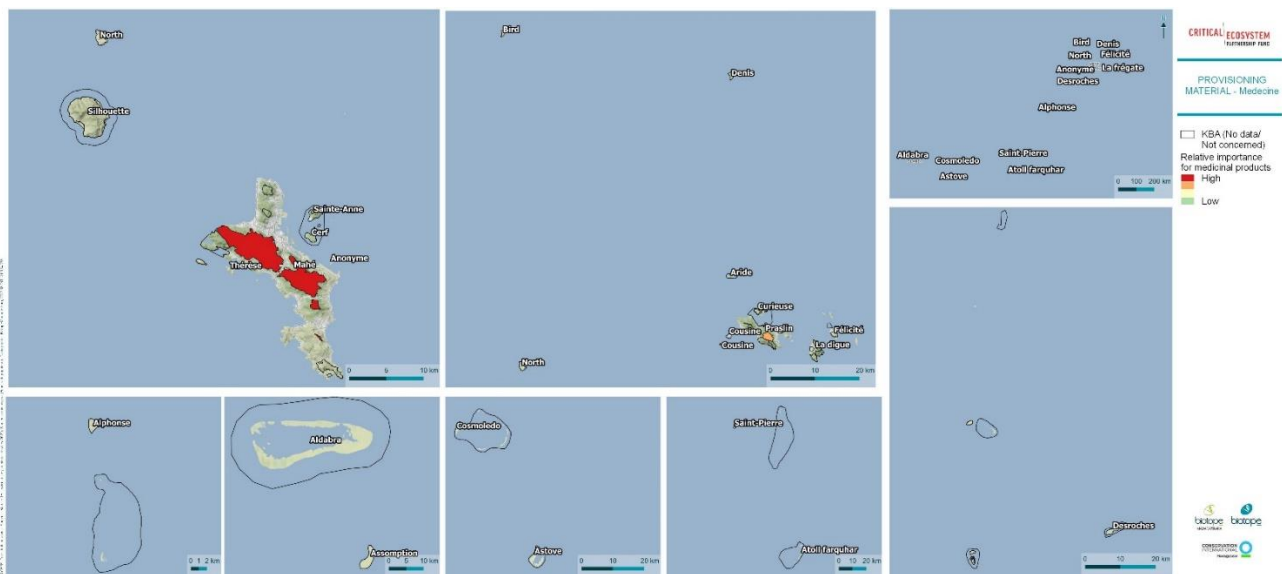 North
Silhouette
Sainte-Anne
Cerf
Anonyme
Thérèse
Mahé
0 5 10 km
Bird
Denis
Aride
Curieuse
Cousine
Praslin
Félicité
Cousine
La digue
North
0 10 20 km
Bird
Denis
North
Félicité
Anonyme
La frégate
Desroches
Alphonse
Aldabra
Cosmoledo
Saint-Pierre
Astove
Atoll farquhar
0 100 200 km
CRITICAL ECOSYSTEM
PARTNERSHIP FUND
PROVISIONING
MATERIAL - Medecine
KBA (No data/
Not concerned)
Relative importance
for medicinal products
High
Low
Alphonse
0 1 2 km
Aldabra
Assomption
0 5 10 km
Cosmoledo
Astove
0 10 20 km
Saint-Pierre
Atoll farquhar
0 10 20 km
Desroches
0 10 20 km
biotope
biotope
CONSERVATION
INTERNATIONAL